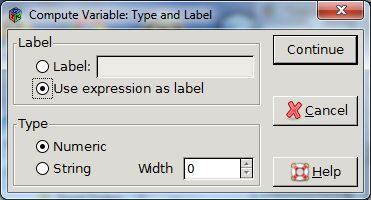 Compute Variable: Type and Label
Label
Label:
Use expression as label
Type
Numeric
String Width 0
Continue
Cancel
Help